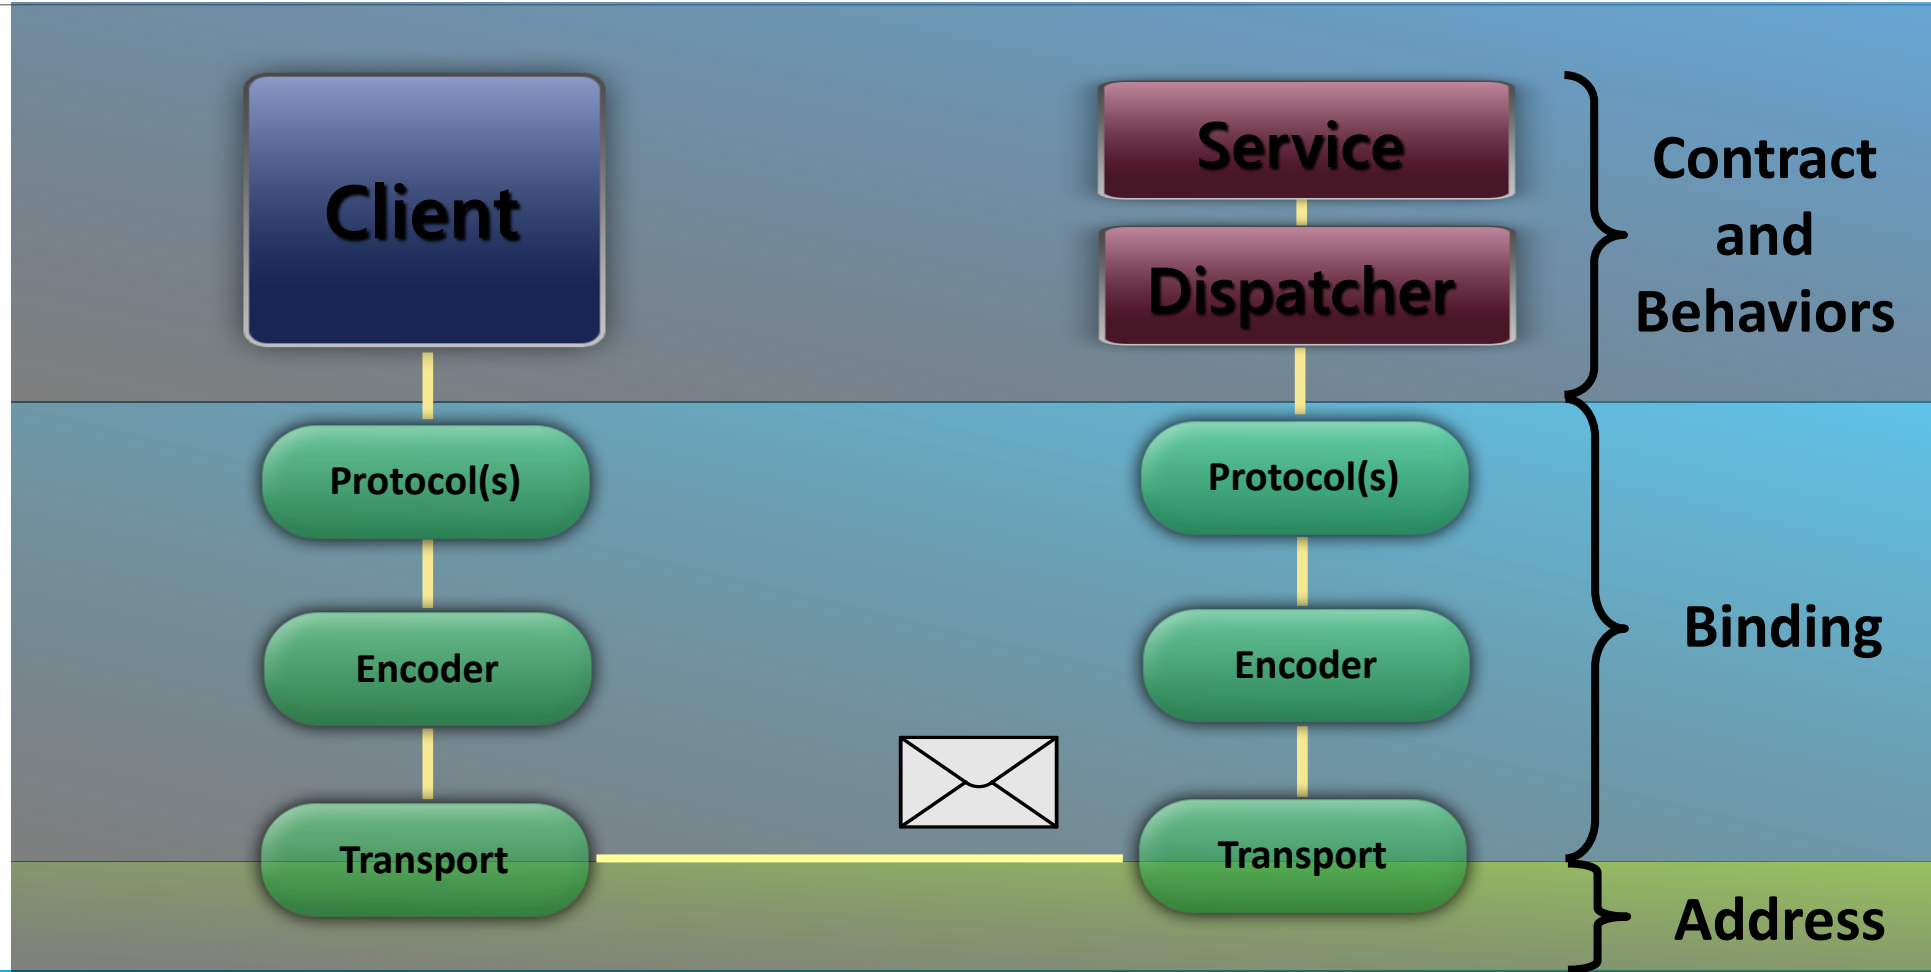 Client
Service
Dispatcher
Contract
and
Behaviors
Protocol(s)
Protocol(s)
Encoder
Encoder
Binding
Transport
Transport
Address